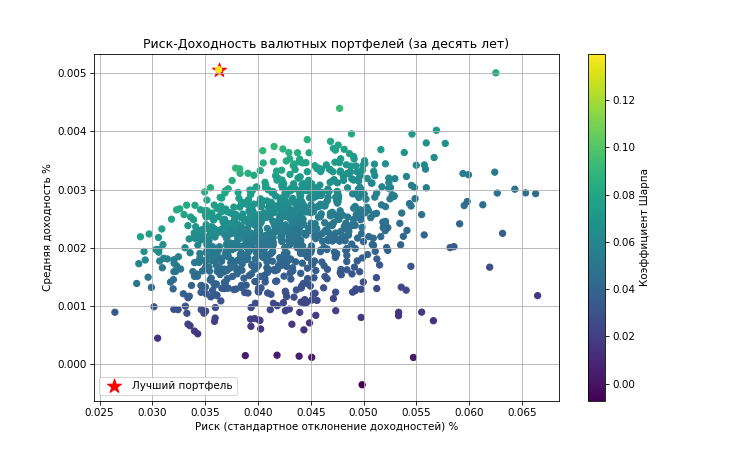 Риск-Доходность валютных портфелей (за десять лет)
Средняя доходность %
0.005
0.004
0.003
0.002
0.001
0.000
Лучший портфель
0.025 0.030 0.035 0.040 0.045 0.050 0.055 0.060 0.065
Риск (стандартное отклонение доходностей) %
0.12
0.10
0.08
0.06
0.04
0.02
0.00
Коэффициент Шарпа